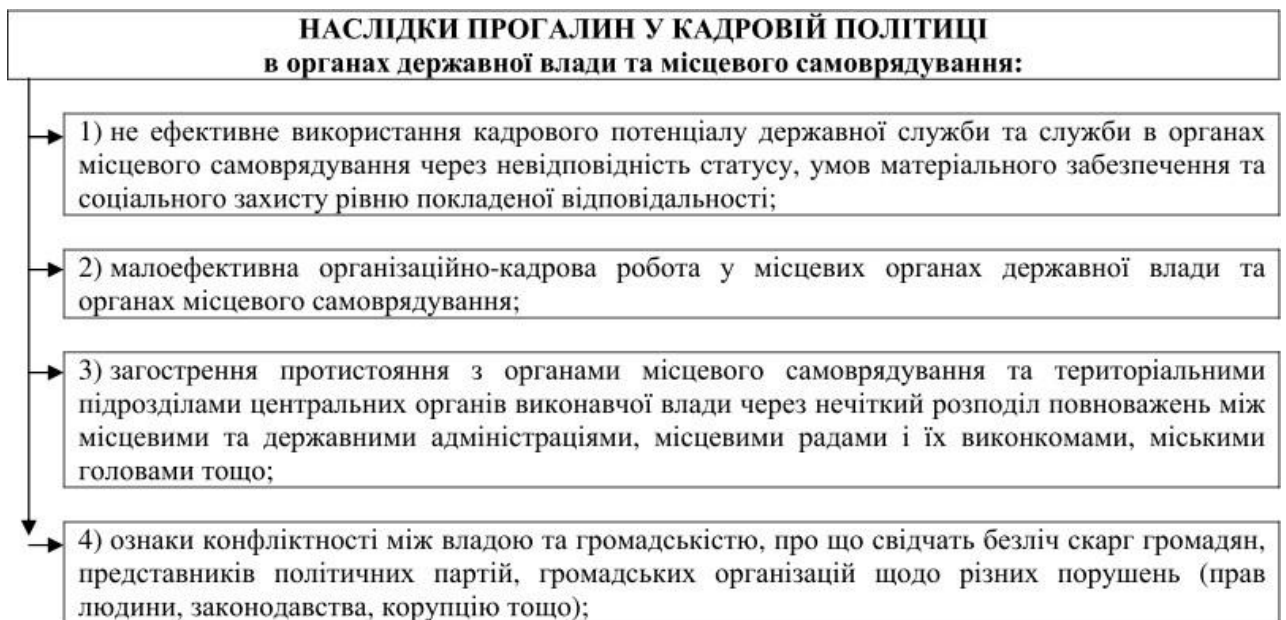 НАСЛІДКИ ПРОГАЛИН У КАДРОВІЙ ПОЛІТИЦІ
в органах державної влади та місцевого самоврядування:
1) не ефективне використання кадрового потенціалу державної служби та служби в органах
місцевого самоврядування через невідповідність статусу, умов матеріального забезпечення та
соціального захисту рівню покладеної відповідальності;
2) малоефективна організаційно-кадрова робота у місцевих органах державної влади та
органах місцевого самоврядування;
3) загострення протистояння з органами місцевого самоврядування та територіальними
підрозділами центральних органів виконавчої влади через нечіткий розподіл повноважень між
місцевими та державними адміністраціями, місцевими радами і їх виконкомами, міськими
головами тощо;
4) ознаки конфліктності між владою та громадськістю, про що свідчать безліч скарг громадян,
представників політичних партій, громадських організацій щодо різних порушень (прав
людини, законодавства, корупцію тощо);